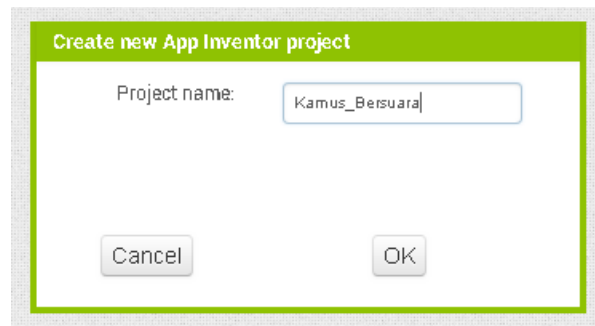 Create new App Inventor project
Project name:
Kamus_Bersuara
Cancel
OK